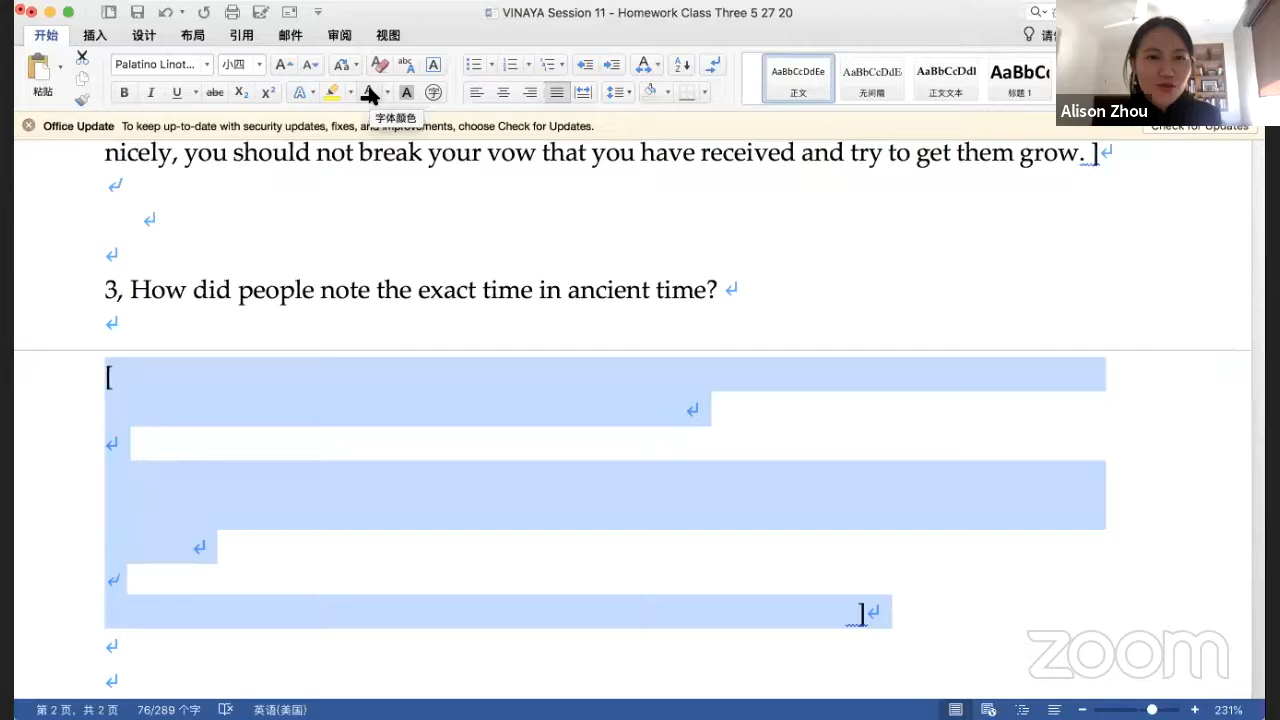 VINAYA Session 11 - Homework Class Three 5 27 20
开始 插入 设计 布局 引用 邮件 审阅 视图
Palatino Linot... 小四
AaBbCcDdEe AaBbCcDdE AaBbCcDdI AaBbC
粘贴 B I U abc X₂ X² A 正文 无间隔 正文文本 标题 1
字体颜色
Alison Zhou
Office Update To keep up-to-date with security updates, fixes, and improvements, choose Check for Updates.
nicely, you should not break your vow that you have received and try to get them grow. ]
3, How did people note the exact time in ancient time?
[
]
zoom
第 2 页，共 2 页 76/289 个字 英语(美国) 231%